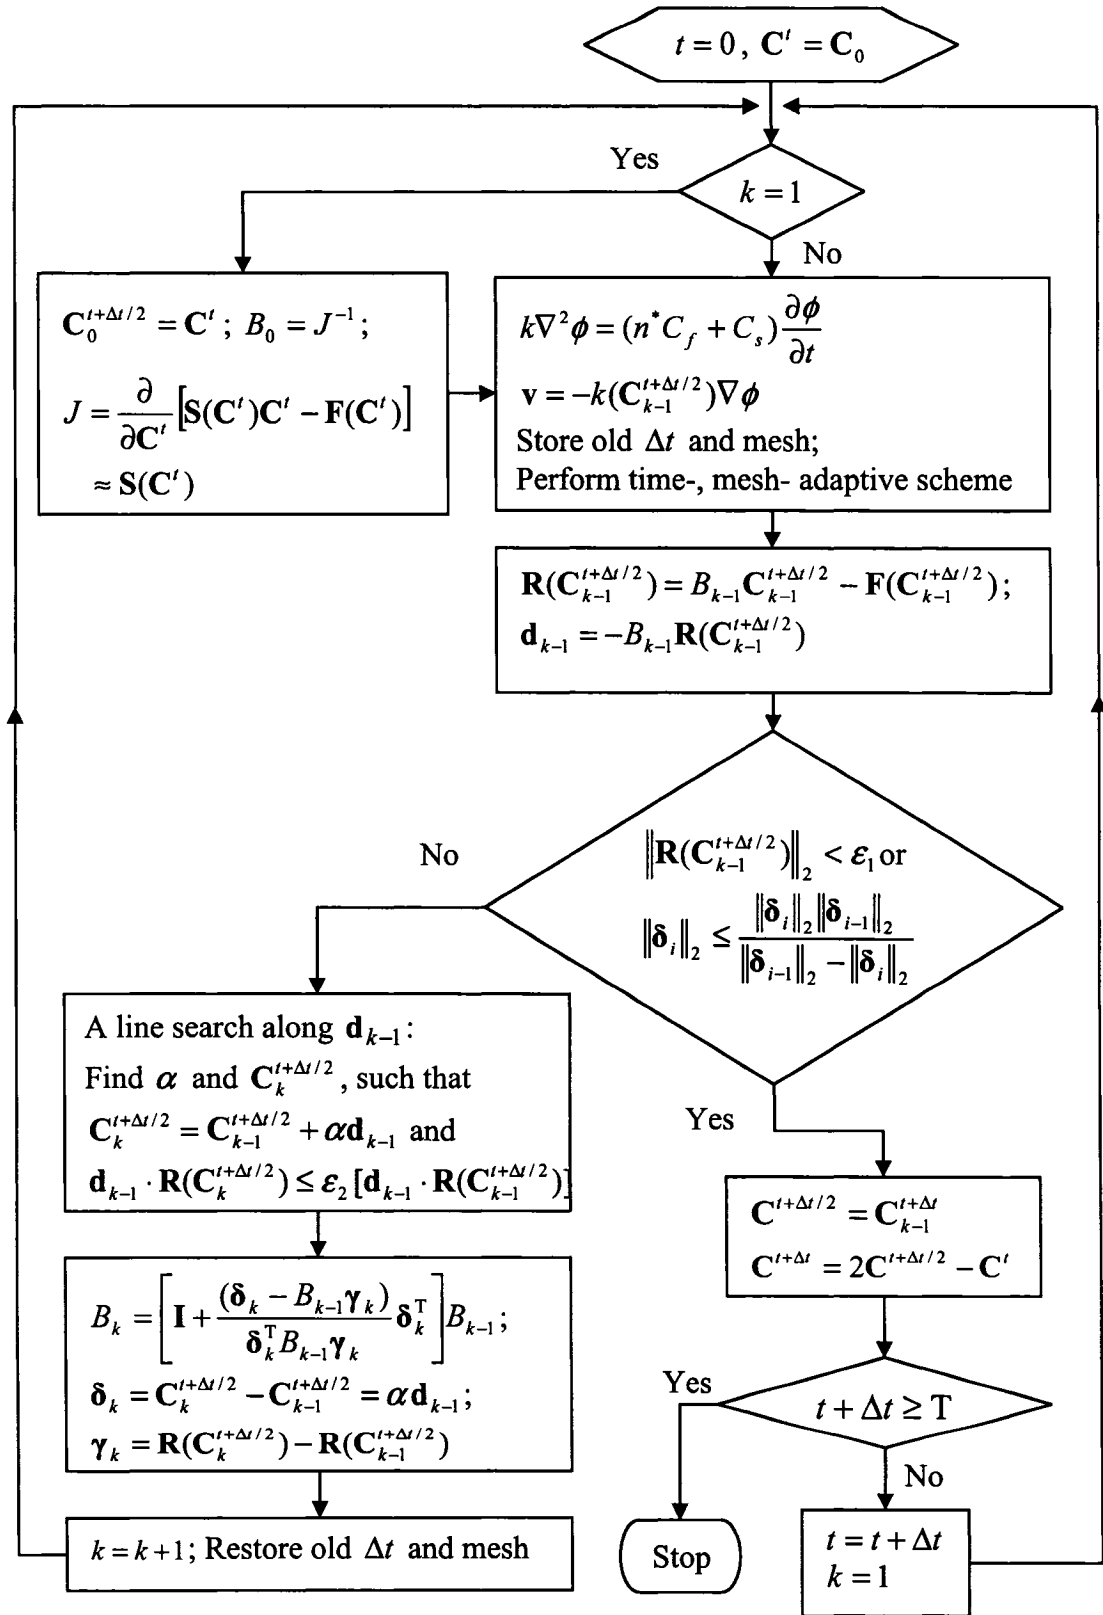 t = 0 , C^t = C_0
Yes
k = 1
No
C_0^{t+Δt/2} = C^t ; B_0 = J^{-1} ;
J = ∂/∂C^t [S(C^t)C^t − F(C^t)]
≈ S(C^t)
k∇²ϕ = (n^* C_f + C_s) ∂ϕ/∂t
v = −k(C_{k−1}^{t+Δt/2})∇ϕ
Store old Δt and mesh;
Perform time-, mesh- adaptive scheme
R(C_{k−1}^{t+Δt/2}) = B_{k−1}C_{k−1}^{t+Δt/2} − F(C_{k−1}^{t+Δt/2}) ;
d_{k−1} = −B_{k−1}R(C_{k−1}^{t+Δt/2})
No
‖R(C_{k−1}^{t+Δt/2})‖_2 < ε_1 or
‖δ_i‖_2 ≤ ‖δ_i‖_2 ‖δ_{i−1}‖_2 / (‖δ_{i−1}‖_2 − ‖δ_i‖_2)
A line search along d_{k−1} :
Find α and C_k^{t+Δt/2} , such that
C_k^{t+Δt/2} = C_{k−1}^{t+Δt/2} + αd_{k−1} and
d_{k−1} · R(C_k^{t+Δt/2}) ≤ ε_2 [d_{k−1} · R(C_{k−1}^{t+Δt/2})]
Yes
C^{t+Δt/2} = C_{k−1}^{t+Δt}
C^{t+Δt} = 2C^{t+Δt/2} − C^t
B_k = [I + (δ_k − B_{k−1}γ_k) / (δ_k^T B_{k−1}γ_k) δ_k^T] B_{k−1} ;
δ_k = C_k^{t+Δt/2} − C_{k−1}^{t+Δt/2} = αd_{k−1} ;
γ_k = R(C_k^{t+Δt/2}) − R(C_{k−1}^{t+Δt/2})
Yes
t + Δt ≥ T
No
k = k + 1; Restore old Δt and mesh
Stop
t = t + Δt
k = 1